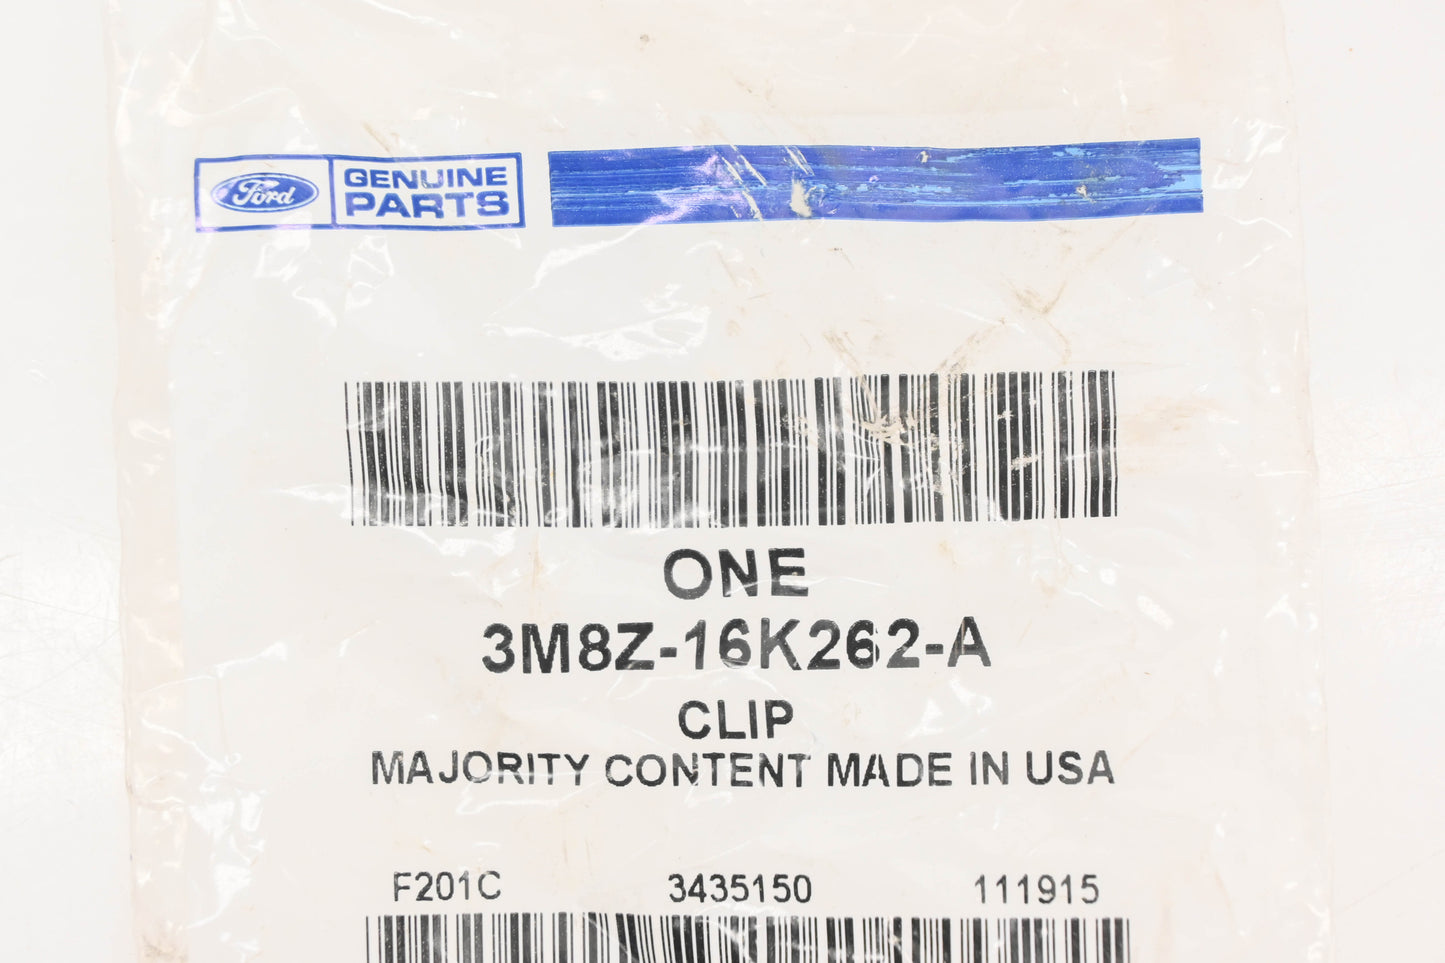 Ford
GENUINE
PARTS
ONE
3M8Z-16K262-A
CLIP
MAJORITY CONTENT MADE IN USA
F201C 3435150 111915